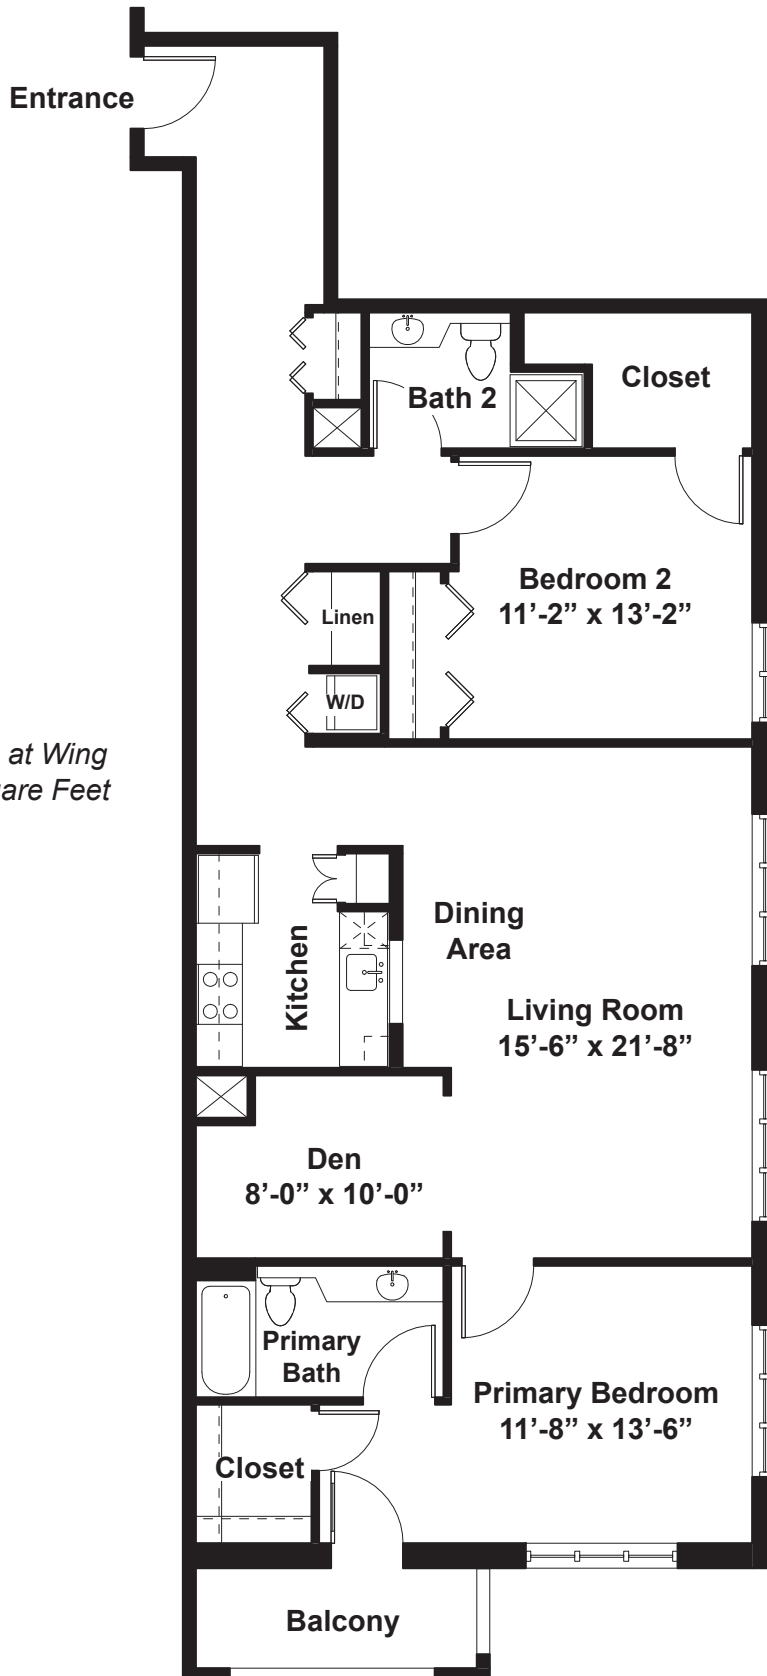 Entrance
Closet
Bath 2
Bedroom 2
11’-2” x 13’-2”
Linen
W/D
at Wing
are Feet
Dining
Area
Kitchen
Living Room
15’-6” x 21’-8”
Den
8’-0” x 10’-0”
Primary
Bath
Primary Bedroom
11’-8” x 13’-6”
Closet
Balcony